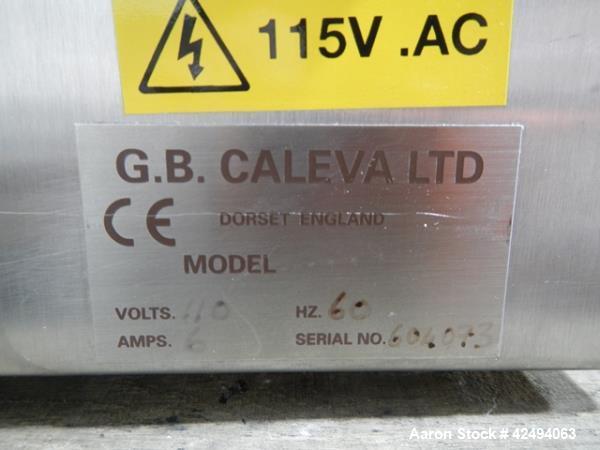 115V .AC
G.B. CALEVA LTD
CE DORSET ENGLAND
MODEL
VOLTS. 110 HZ. 60
AMPS. 6 SERIAL NO. 604073
Aaron Stock # 42494063